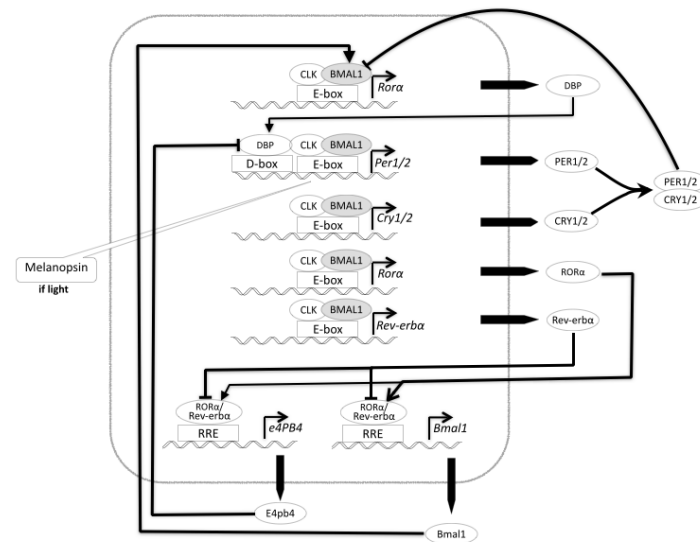 CLK BMAL1
E-box
Rorα
DBP
DBP CLK BMAL1
D-box E-box
Per1/2
PER1/2
PER1/2
CRY1/2
CLK BMAL1
E-box
Cry1/2
CRY1/2
Melanopsin
if light
CLK BMAL1
E-box
Rorα
RORα
CLK BMAL1
E-box
Rev-erbα
Rev-erbα
RORα/
Rev-erbα
RRE
e4PB4
RORα/
Rev-erbα
RRE
Bmal1
E4pb4
Bmal1